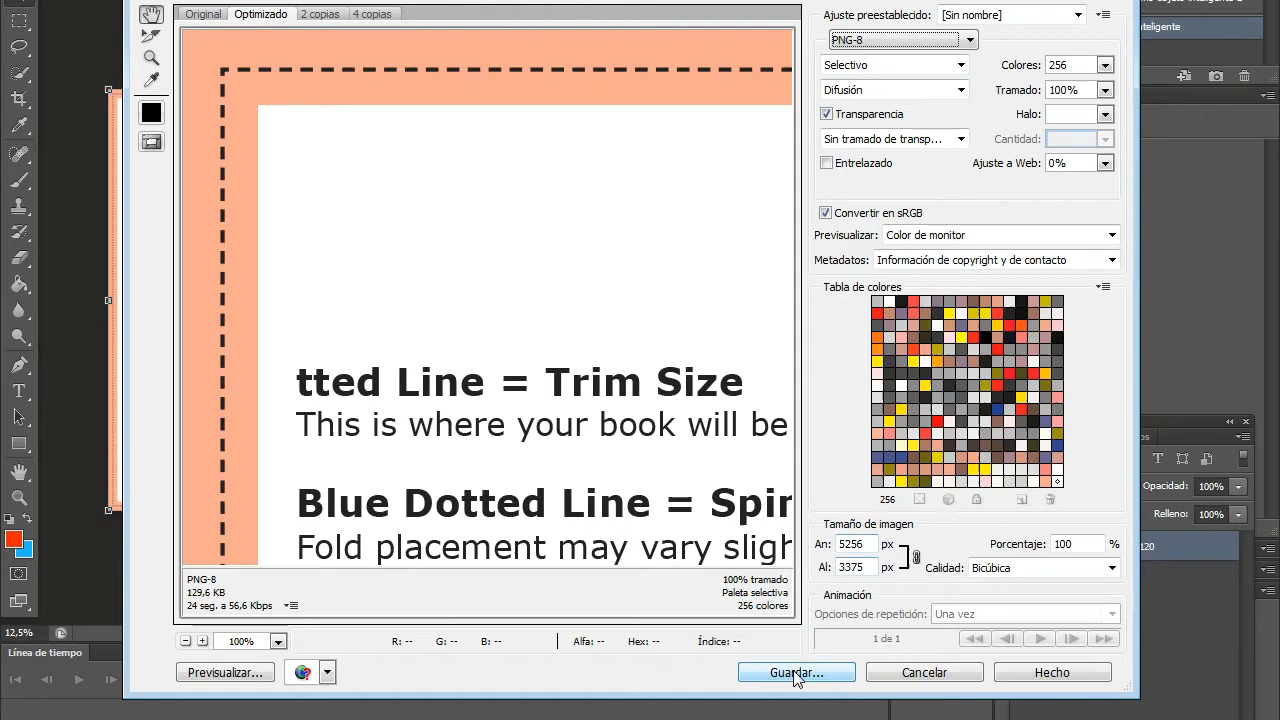 Original
Optimizado
2 copias
4 copias
Ajuste preestablecido:
[Sin nombre]
inteligente
PNG-8
Selectivo
Colores:
256
Difusión
Tramado:
100%
Transparencia
Halo:
Sin tramado de transp...
Cantidad:
Entrelazado
Ajuste a Web:
0%
Convertir en sRGB
Previsualizar:
Color de monitor
Metadatos:
Información de copyright y de contacto
Tabla de colores
tted Line = Trim Size
This is where your book will be
Blue Dotted Line = Spin
Fold placement may vary sligh
256
Opacidad:
100%
Relleno:
100%
120
Tamaño de imagen
An:
5256
px
Al:
3375
px
Porcentaje:
100
%
Calidad:
Bicúbica
PNG-8
129,6 KB
24 seg. a 56,6 Kbps
100% tramado
Paleta selectiva
256 colores
Animación
Opciones de repetición:
Una vez
1 de 1
12,5%
100%
R: --
G: --
B: --
Alfa: --
Hex: --
Índice: --
Línea de tiempo
Previsualizar...
Guardar...
Cancelar
Hecho